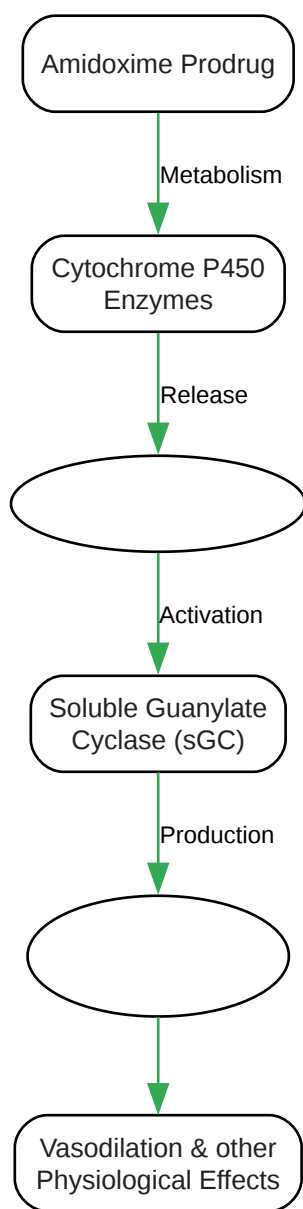 Amidoxime Prodrug
Metabolism
Cytochrome P450
Enzymes
Release
Activation
Soluble Guanylate
Cyclase (sGC)
Production
Vasodilation & other
Physiological Effects